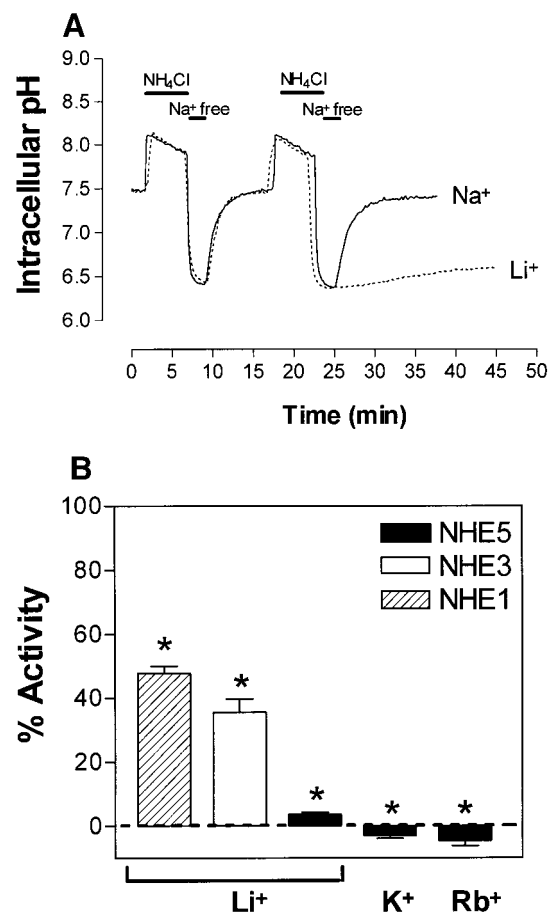 A
9.0
8.5
8.0
7.5
7.0
6.5
6.0
Intracellular pH
NH₄Cl
NH₄Cl
Na⁺ free
Na⁺ free
Na⁺
Li⁺
0 5 10 15 20 25 30 35 40 45 50
Time (min)
B
100
80
60
40
20
0
% Activity
NHE5
NHE3
NHE1
* * * * *
Li⁺ K⁺ Rb⁺